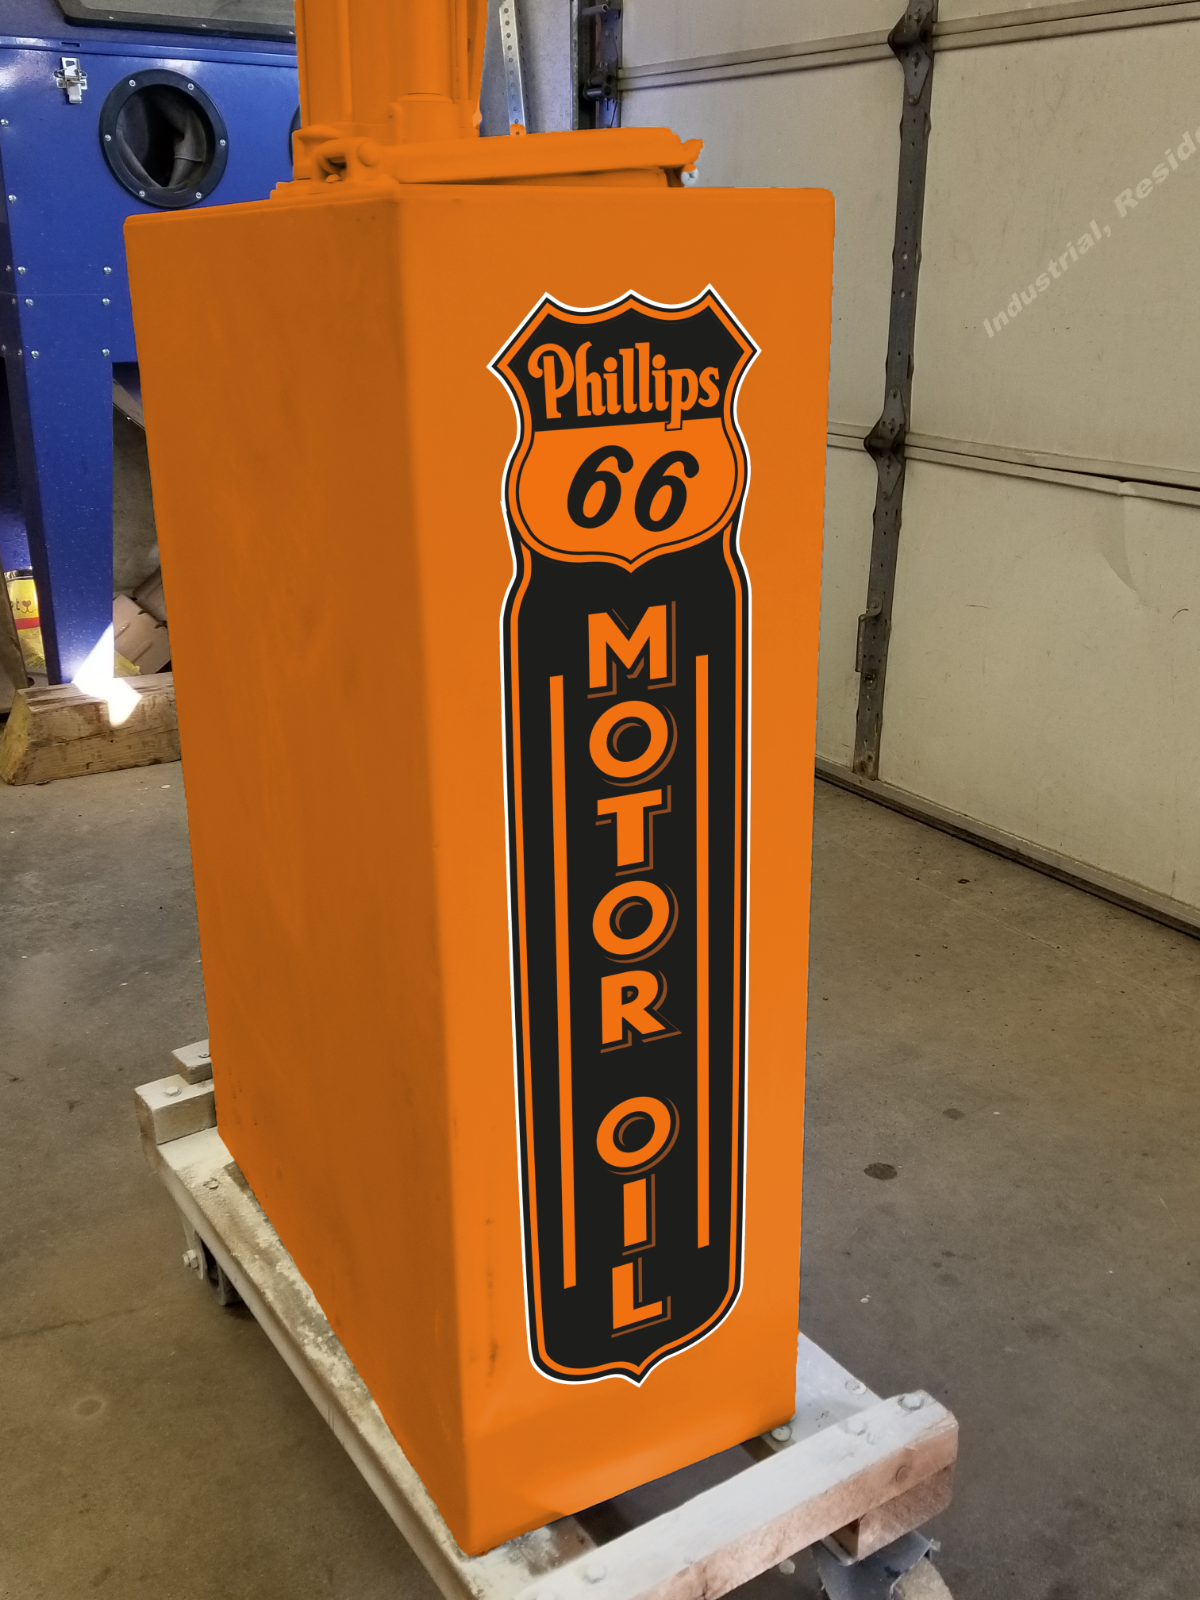 Industrial, Resid
Phillips
66
MOTOR
OIL